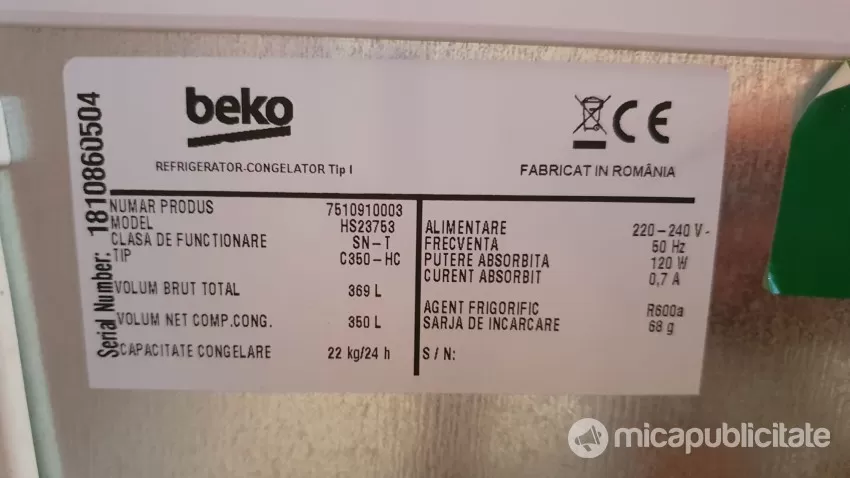 beko
CE
REFRIGERATOR-CONGELATOR Tip I
FABRICAT IN ROMÂNIA
Serial Number: 1810860504
NUMAR PRODUS 7510910003
MODEL HS23753
CLASA DE FUNCTIONARE SN-T
TIP C350-HC
VOLUM BRUT TOTAL 369 L
VOLUM NET COMP.CONG. 350 L
CAPACITATE CONGELARE 22 kg/24 h
ALIMENTARE 220-240 V-
FRECVENTA 50 Hz
PUTERE ABSORBITA 120 W
CURENT ABSORBIT 0,7 A
AGENT FRIGORIFIC R600a
SARJA DE INCARCARE 68 g
S / N:
micapublicitate